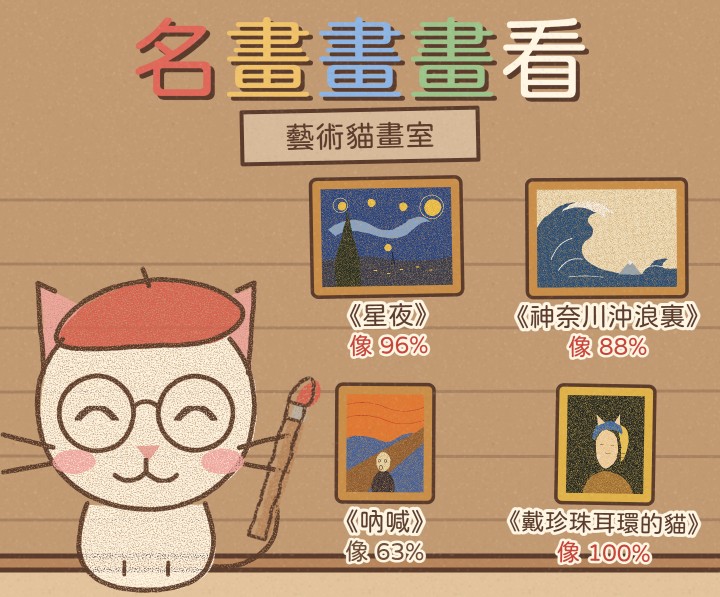 名畫畫畫看
藝術貓畫室
《星夜》
像 96%
《神奈川沖浪裏》
像 88%
《吶喊》
像 63%
《戴珍珠耳環的貓》
像 100%